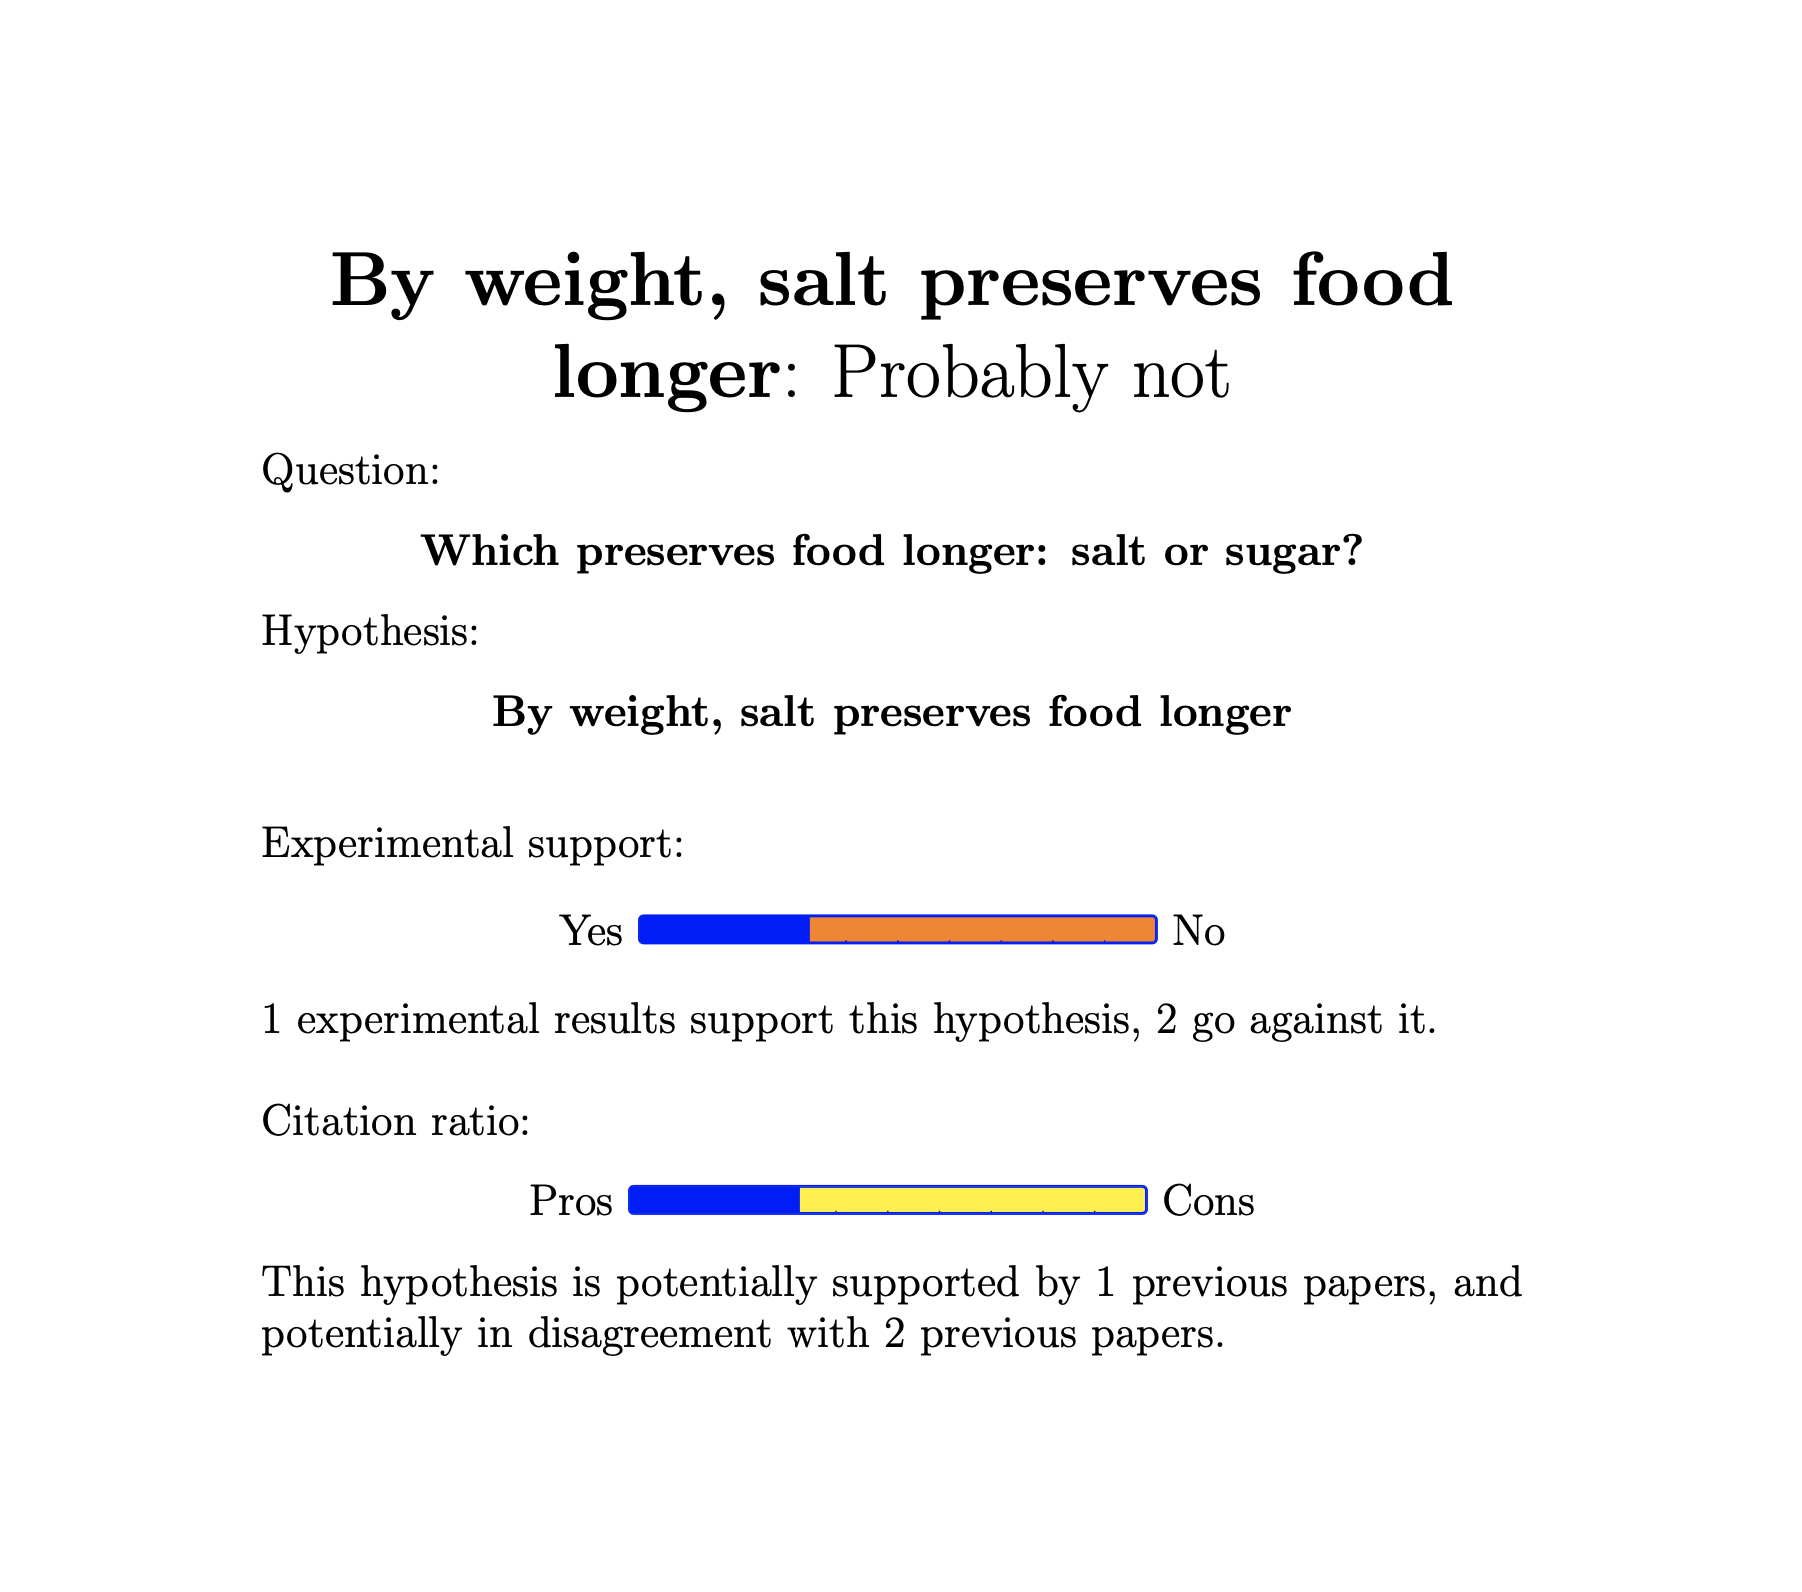 By weight, salt preserves food
longer: Probably not
Question:
Which preserves food longer: salt or sugar?
Hypothesis:
By weight, salt preserves food longer
Experimental support:
Yes No
1 experimental results support this hypothesis, 2 go against it.
Citation ratio:
Pros Cons
This hypothesis is potentially supported by 1 previous papers, and
potentially in disagreement with 2 previous papers.